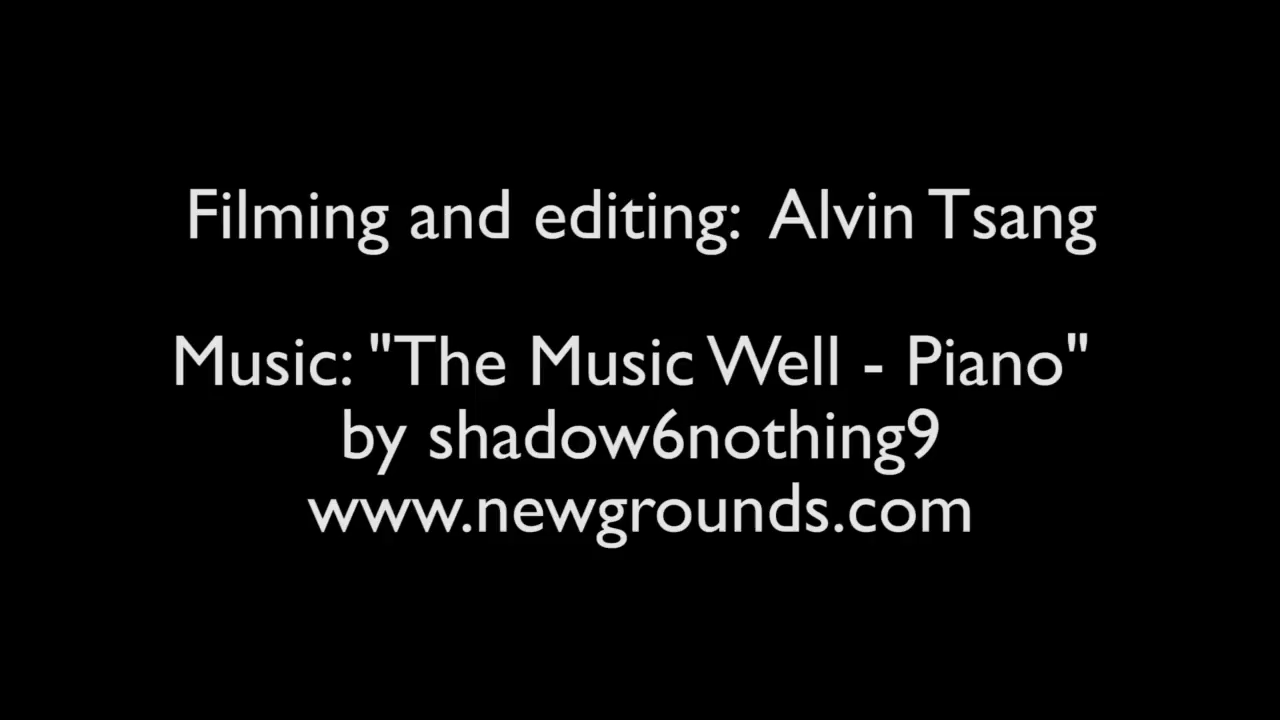 Filming and editing:  Alvin Tsang
Music: "The Music Well - Piano"
by shadow6nothing9
www.newgrounds.com